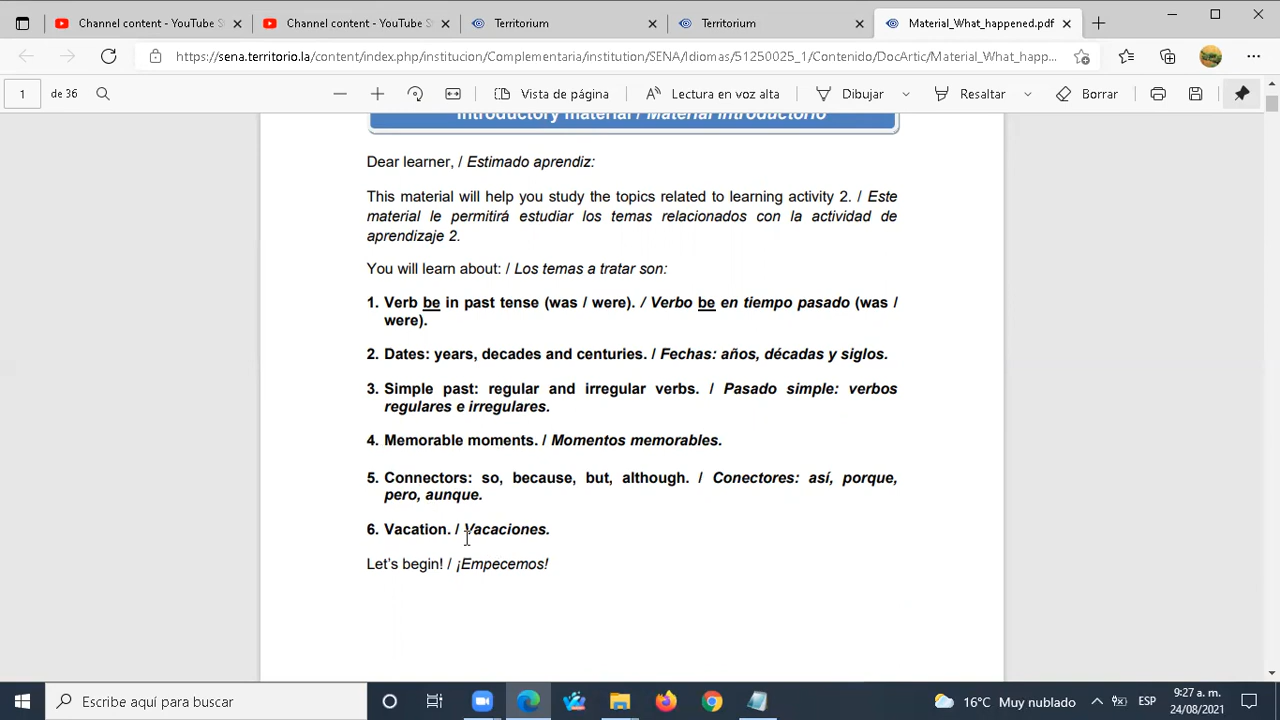 Channel content - YouTube S
Channel content - YouTube S
Territorium
Territorium
Material_What_happened.pdf
https://sena.territorio.la/content/index.php/institucion/Complementaria/institution/SENA/Idiomas/51250025_1/Contenido/DocArtic/Material_What_happ...
1 de 36
Vista de página
Lectura en voz alta
Dibujar
Resaltar
Borrar
Introductory material / Material introductorio
Dear learner, / Estimado aprendiz:
This material will help you study the topics related to learning activity 2. / Este
material le permitirá estudiar los temas relacionados con la actividad de
aprendizaje 2.
You will learn about: / Los temas a tratar son:
1. Verb be in past tense (was / were). / Verbo be en tiempo pasado (was /
were).
2. Dates: years, decades and centuries. / Fechas: años, décadas y siglos.
3. Simple past: regular and irregular verbs. / Pasado simple: verbos
regulares e irregulares.
4. Memorable moments. / Momentos memorables.
5. Connectors: so, because, but, although. / Conectores: así, porque,
pero, aunque.
6. Vacation. / Vacaciones.
Let's begin! / ¡Empecemos!
Escribe aquí para buscar
16°C Muy nublado
ESP
9:27 a. m.
24/08/2021